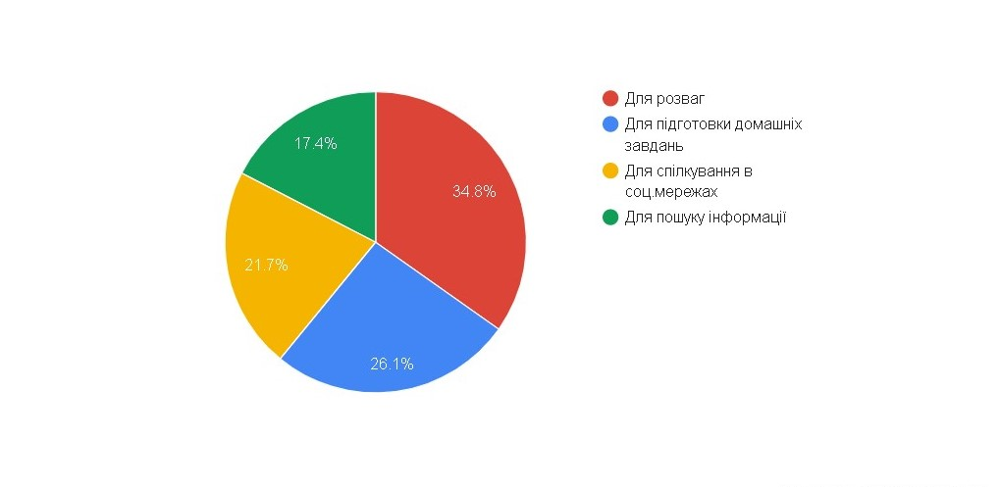 17.4%
34.8%
21.7%
26.1%
Для розваг
Для підготовки домашніх
завдань
Для спілкування в
соц.мережах
Для пошуку інформації